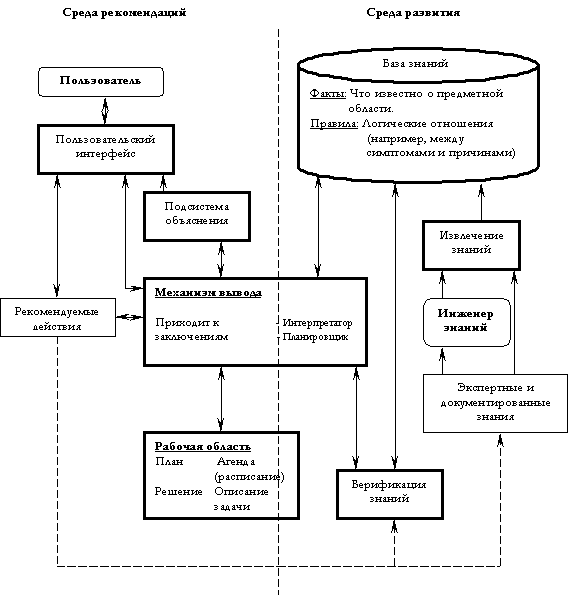 Среда рекомендаций
Среда развития
Пользователь
Пользовательский
интерфейс
Подсистема
объяснения
База знаний
Факты: Что известно о предметной
области.
Правила: Логические отношения
(например, между
симптомами и причинами)
Извлечение
знаний
Механизм вывода
Приходит к
заключениям
- Интерпретатор
- Планировщик
Рекомендуемые
действия
Инженер
знаний
Экспертные и
документированные
знания
Рабочая область
План Агенда
(расписание)
Решение Описание
задачи
Верификация
знаний